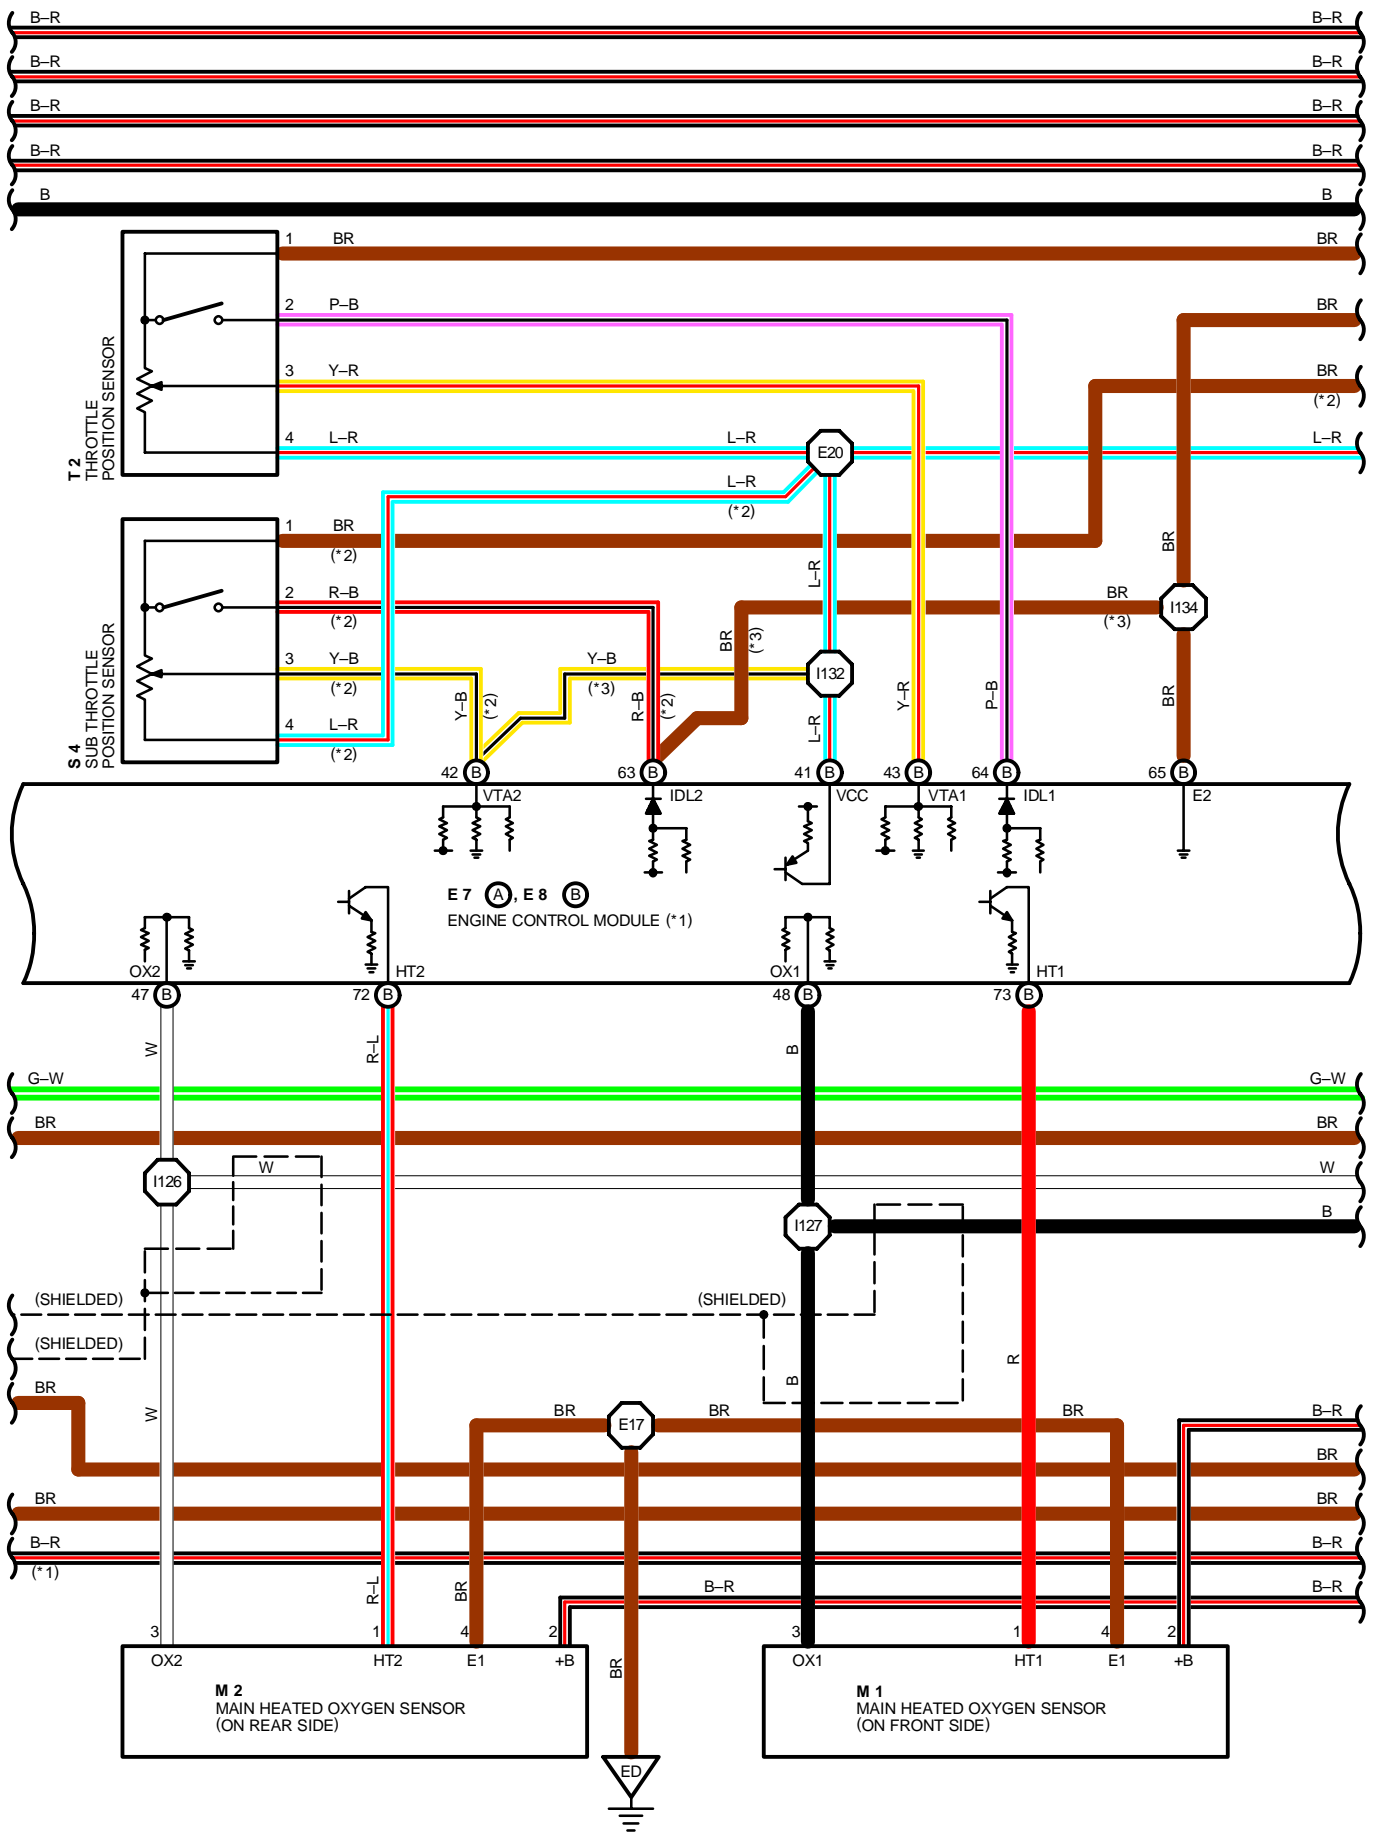 B–R B–R
B–R B–R
B–R B–R
B–R B–R
B B
1 BR BR
2 P–B BR
3 Y–R BR
(*2)
4 L–R L–R L–R
T 2
THROTTLE
POSITION SENSOR
E20
L–R
(*2)
1 BR
(*2)
BR
2 R–B
(*2)
L–R
BR
(*3)
I134
BR
(*3)
3 Y–B
(*2)
Y–B
(*3)
I132
4 L–R
(*2)
S 4
SUB THROTTLE
POSITION SENSOR
Y–B
(*2)
R–B
(*2)
L–R
Y–R
P–B
BR
42 B 63 B 41 B 43 B 64 B 65 B
VTA2 IDL2 VCC VTA1 IDL1 E2
E 7 A , E 8 B
ENGINE CONTROL MODULE (*1)
OX2 HT2 OX1 HT1
47 B 72 B 48 B 73 B
W R–L B
G–W G–W
BR BR
I126 W W
I127 B
(SHIELDED) (SHIELDED)
(SHIELDED)
R
BR
W
B
BR E17 BR BR B–R
BR
BR BR
B–R B–R
(*1)
R–L BR
B–R B–R
3 1 4 2 3 1 4 2
OX2 HT2 E1 +B OX1 HT1 E1 +B
BR
M 2
MAIN HEATED OXYGEN SENSOR
(ON REAR SIDE)
M 1
MAIN HEATED OXYGEN SENSOR
(ON FRONT SIDE)
ED